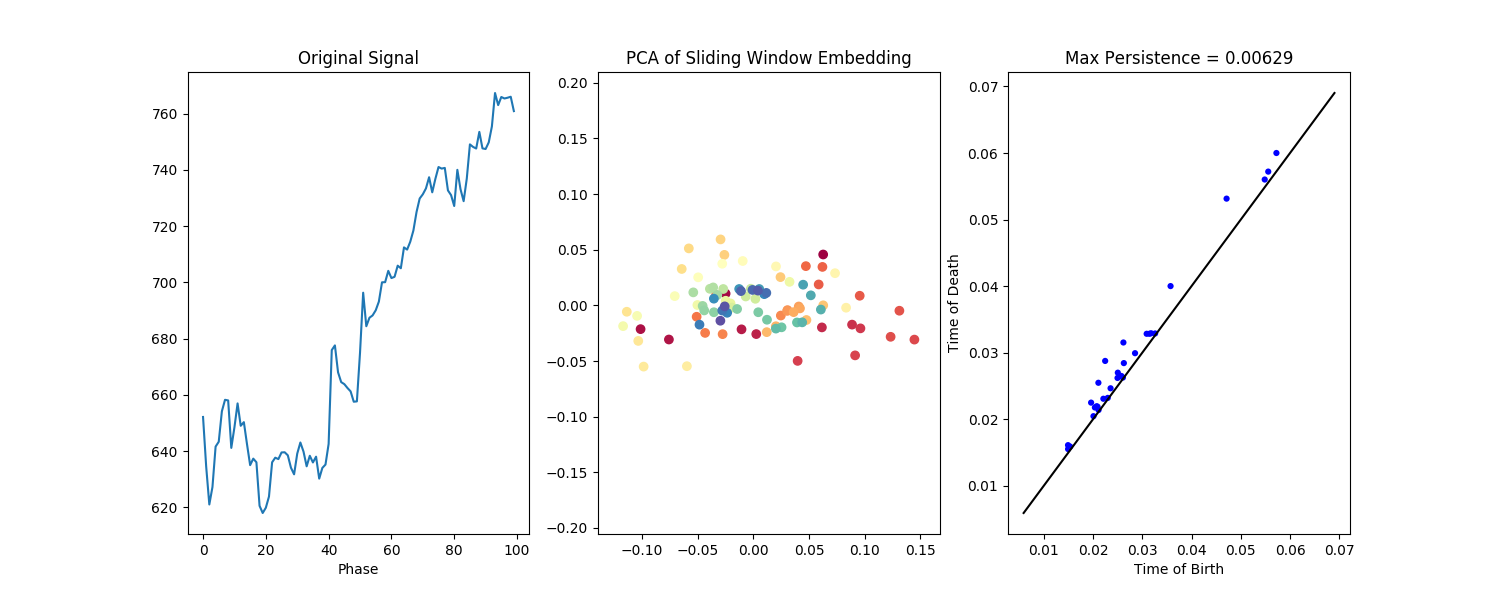 Original Signal
760
740
720
700
680
660
640
620
0 20 40 60 80 100
Phase
PCA of Sliding Window Embedding
0.20
0.15
0.10
0.05
0.00
−0.05
−0.10
−0.15
−0.20
−0.10 −0.05 0.00 0.05 0.10 0.15
Max Persistence = 0.00629
Time of Death
0.07
0.06
0.05
0.04
0.03
0.02
0.01
0.01 0.02 0.03 0.04 0.05 0.06 0.07
Time of Birth